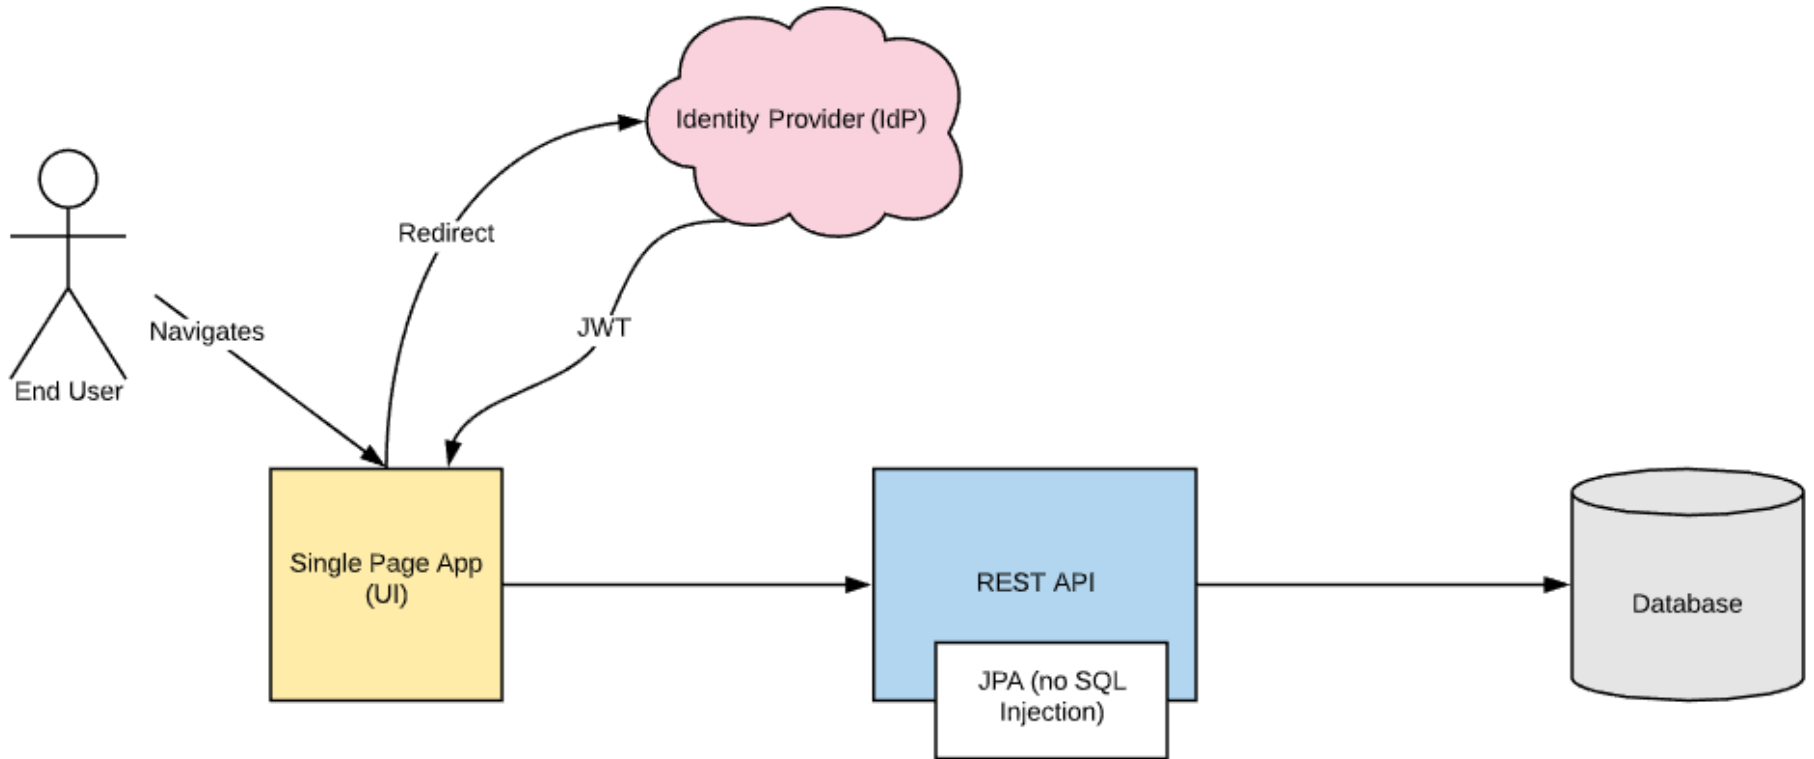 Identity Provider (IdP)
Redirect
JWT
Navigates
End User
Single Page App
(UI)
REST API
JPA (no SQL
Injection)
Database